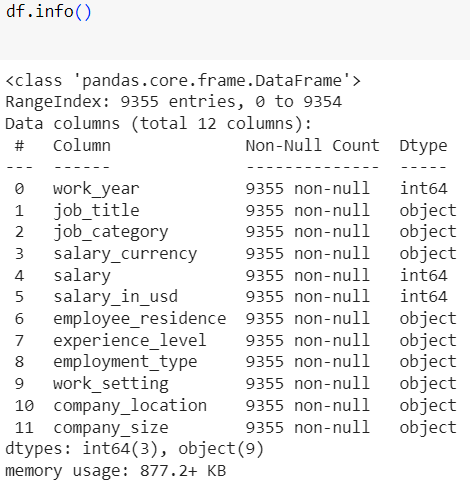 df.info()
<class 'pandas.core.frame.DataFrame'>
RangeIndex: 9355 entries, 0 to 9354
Data columns (total 12 columns):
 #   Column              Non-Null Count  Dtype
---  ------              --------------  -----
 0   work_year           9355 non-null   int64
 1   job_title           9355 non-null   object
 2   job_category        9355 non-null   object
 3   salary_currency     9355 non-null   object
 4   salary              9355 non-null   int64
 5   salary_in_usd       9355 non-null   int64
 6   employee_residence  9355 non-null   object
 7   experience_level    9355 non-null   object
 8   employment_type     9355 non-null   object
 9   work_setting        9355 non-null   object
 10  company_location    9355 non-null   object
 11  company_size        9355 non-null   object
dtypes: int64(3), object(9)
memory usage: 877.2+ KB